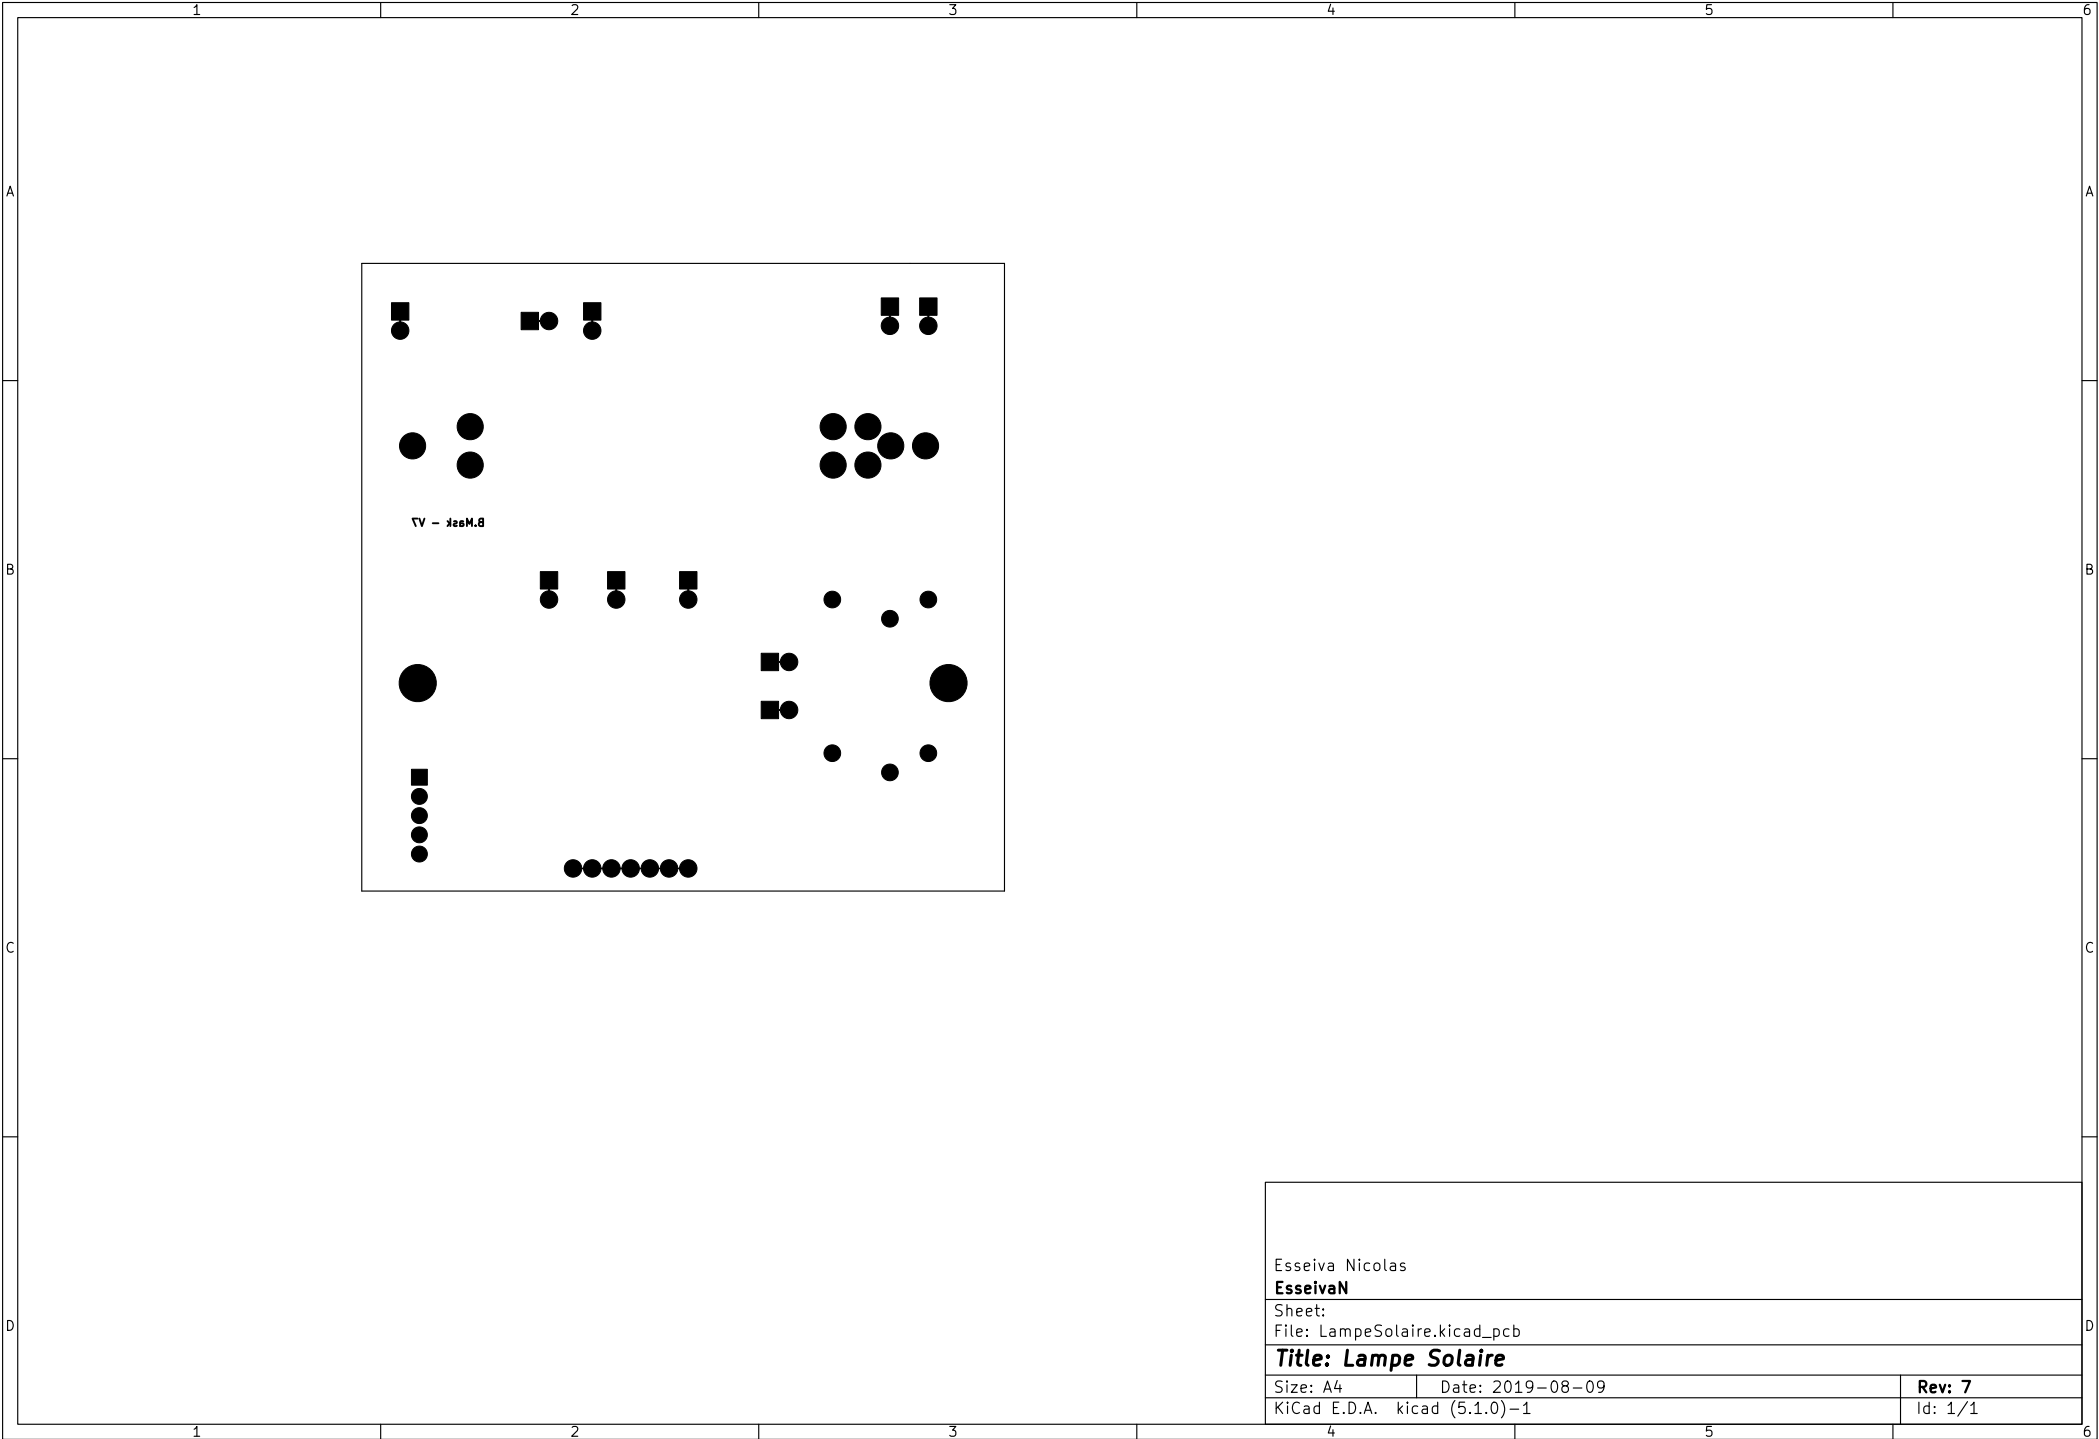 1 2 3 4 5 6
A A
B.Mask - V7
B B
C C
Esseiva Nicolas
EsseivaN
Sheet:
File: LampeSolaire.kicad_pcb
D D
Title: Lampe Solaire
Size: A4 Date: 2019-08-09 Rev: 7
KiCad E.D.A. kicad (5.1.0)-1 Id: 1/1
1 2 3 4 5 6